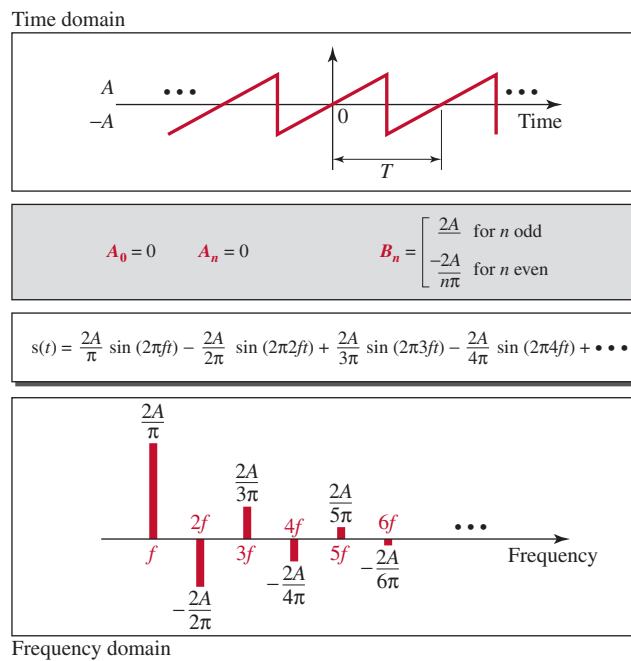 Time domain
A
−A
•••
•••
0
Time
T
A₀ = 0
Aₙ = 0
Bₙ = [ 2A for n odd
−2A/nπ for n even
s(t) = 2A/π sin (2πft) − 2A/2π sin (2π2ft) + 2A/3π sin (2π3ft) − 2A/4π sin (2π4ft) + •••
2A/π
2A/3π
2A/5π
2f
4f
6f
•••
f
3f
5f
Frequency
−2A/2π
−2A/4π
−2A/6π
Frequency domain